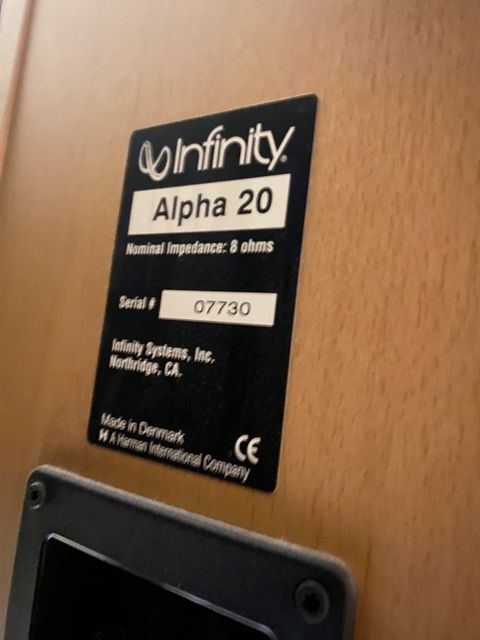 Infinity®
Alpha 20
Nominal Impedance: 8 ohms
Serial # 07730
Infinity Systems, Inc.
Northridge, CA.
Made in Denmark
H A Harman International Company
CE